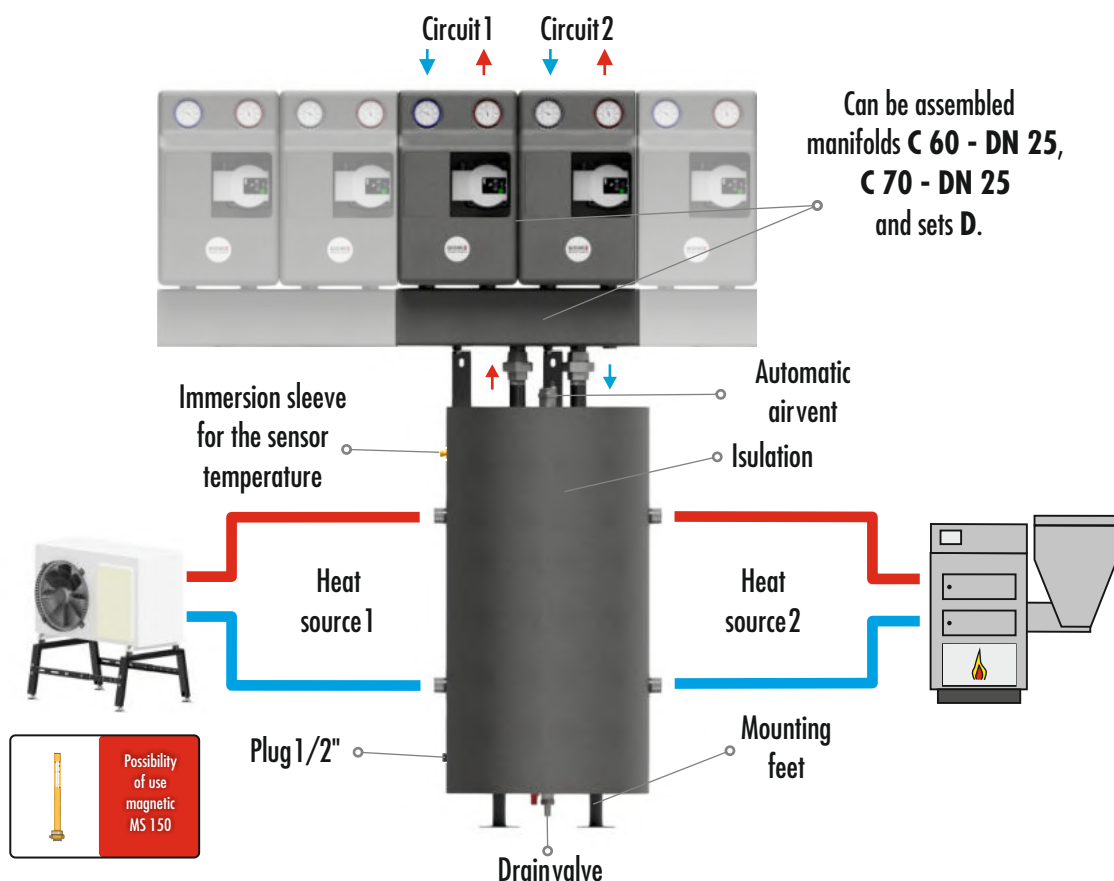 Circuit 1
Circuit 2
Can be assembled
manifolds C 60 - DN 25,
C 70 - DN 25
and sets D.
Automatic
airvent
Immersion sleeve
for the sensor
temperature
Isulation
Heat
source 1
Heat
source 2
Plug 1/2"
Mounting
feet
Drain valve
Possibility
of use
magnetic
MS 150